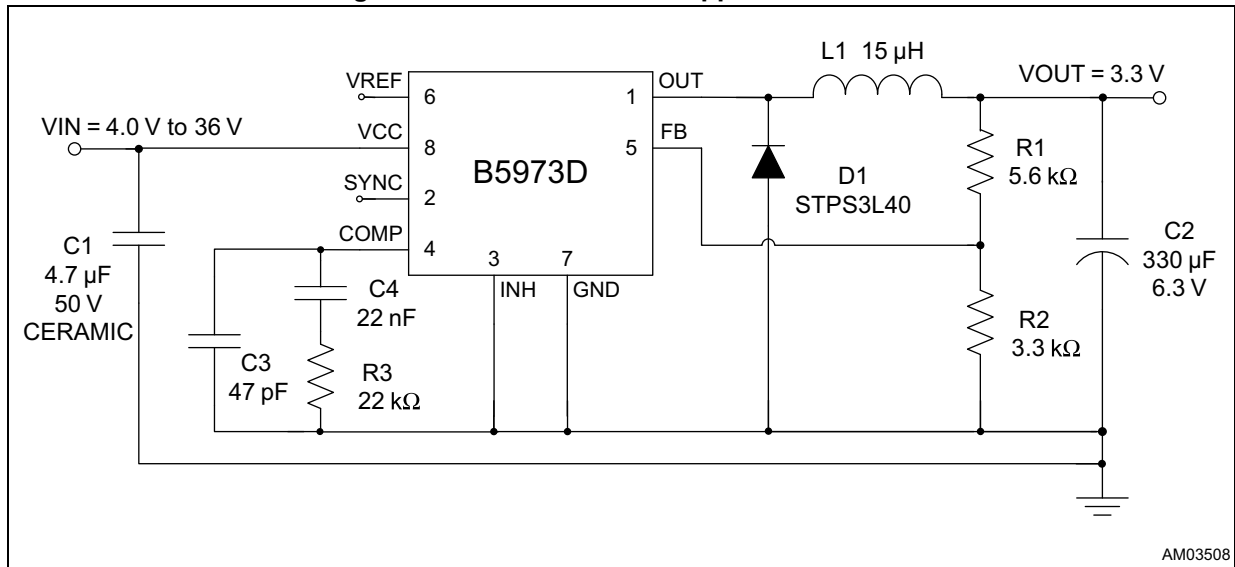 L1 15 µH
VREF
6
1
OUT
VOUT = 3.3 V
VIN = 4.0 V to 36 V
VCC
8
5
FB
B5973D
SYNC
2
R1
5.6 kΩ
D1
STPS3L40
COMP
4
3
7
INH
GND
C1
4.7 µF
50 V
CERAMIC
C4
22 nF
C2
330 µF
6.3 V
C3
47 pF
R3
22 kΩ
R2
3.3 kΩ
AM03508